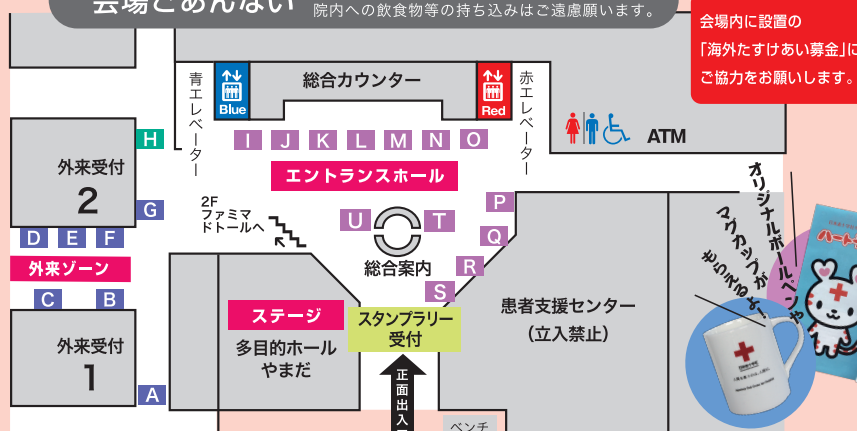 会場ごあんない
院内への飲食物等の持ち込みはご遠慮願います。
会場内に設置の
「海外たすけあい募金」に
ご協力をお願いします。
青エレベーター
Blue
総合カウンター
Red
赤エレベーター
ATM
I J K L M N O
エントランスホール
H
外来受付
2
G
D E F
外来ゾーン
C B
外来受付
1
A
2F
ファミマ
ドトールへ
U T
総合案内
P
Q
R
S
ステージ
多目的ホール
やまだ
スタンプラリー
受付
正面出入
患者支援センター
(立入禁止)
ベンチ
オリジナルボールペンや
マグカップが
もらえるよ!